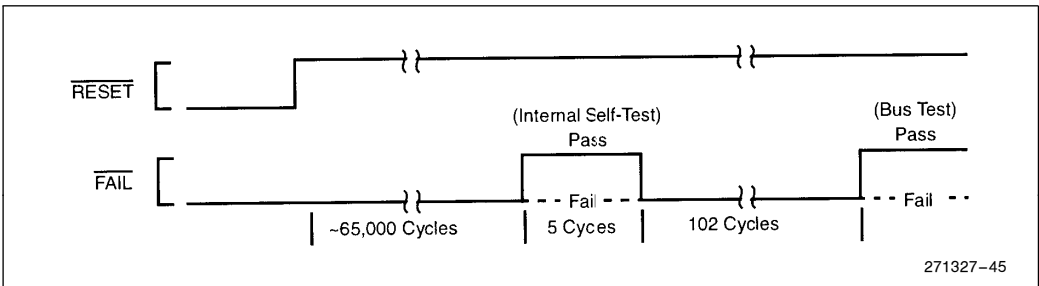 RESET
(Internal Self-Test)
Pass
(Bus Test)
Pass
FAIL
Fail
Fail
~65,000 Cycles
5 Cyces
102 Cycles
271327-45